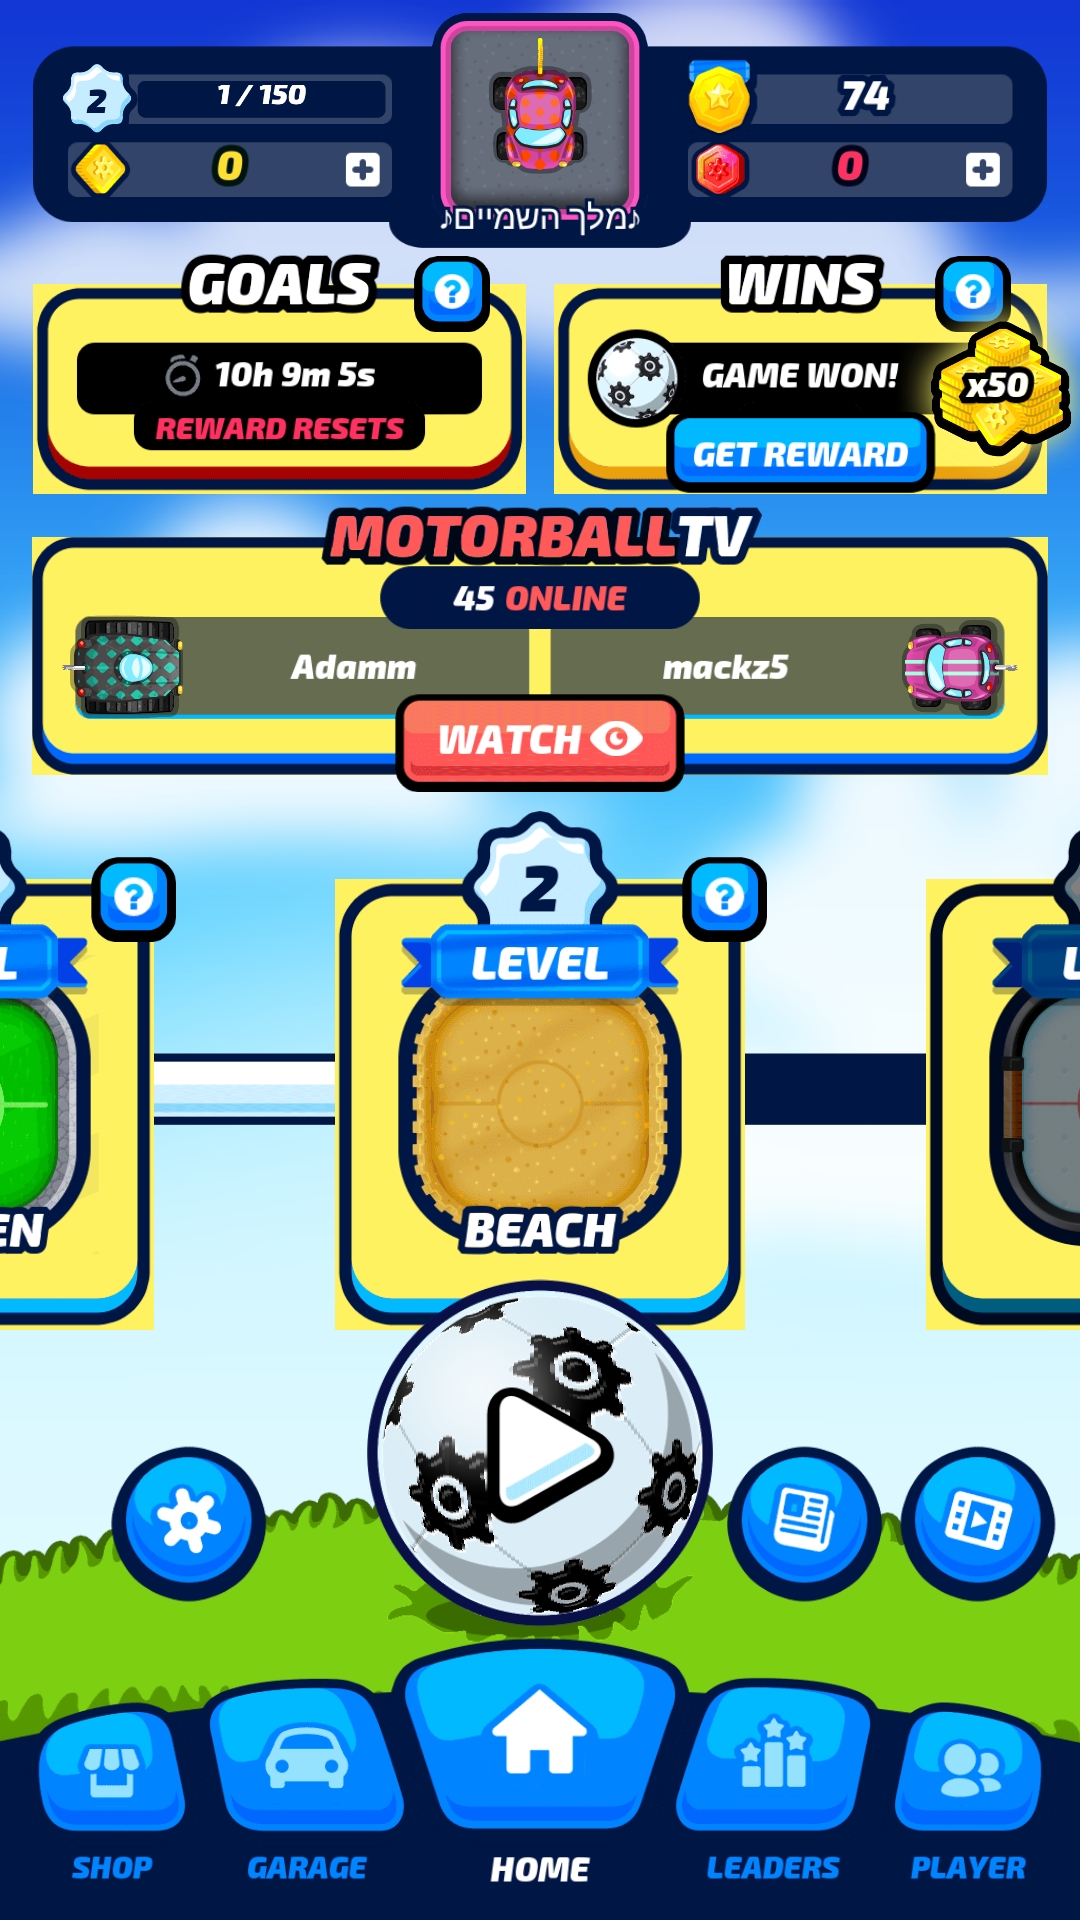 2
1 / 150
0
74
0
♪מלך השמיים♪
GOALS
10h 9m 5s
REWARD RESETS
WINS
GAME WON!
x50
GET REWARD
MOTORBALLTV
45 ONLINE
Adamm
mackz5
WATCH
2
L
LEVEL
L
EN
BEACH
SHOP
GARAGE
HOME
LEADERS
PLAYER